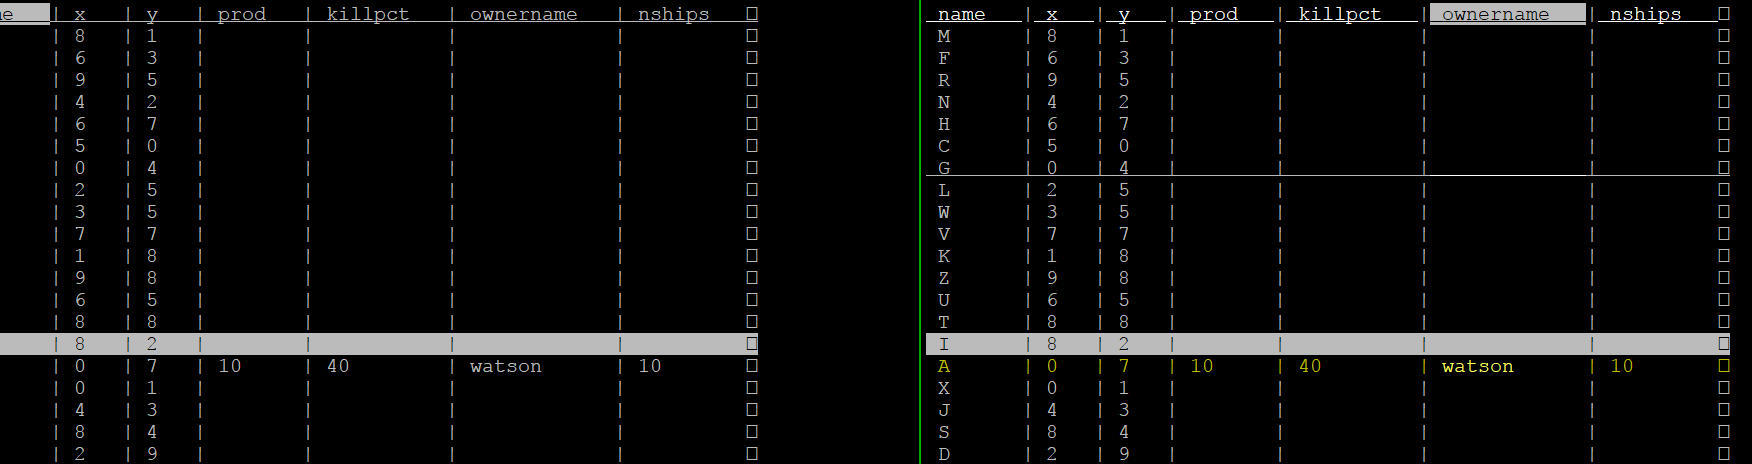 | x | y | prod | killpct | ownername | nships □
| 8 | 1 | | | | □
| 6 | 3 | | | | □
| 9 | 5 | | | | □
| 4 | 2 | | | | □
| 6 | 7 | | | | □
| 5 | 0 | | | | □
| 0 | 4 | | | | □
| 2 | 5 | | | | □
| 3 | 5 | | | | □
| 7 | 7 | | | | □
| 1 | 8 | | | | □
| 9 | 8 | | | | □
| 6 | 5 | | | | □
| 8 | 8 | | | | □
| 8 | 2 | | | | □
| 0 | 7 | 10 | 40 | watson | 10 □
| 0 | 1 | | | | □
| 4 | 3 | | | | □
| 8 | 4 | | | | □
| 2 | 9 | | | | □
name | x | y | prod | killpct | ownername | nships □
M | 8 | 1 | | | | □
F | 6 | 3 | | | | □
R | 9 | 5 | | | | □
N | 4 | 2 | | | | □
H | 6 | 7 | | | | □
C | 5 | 0 | | | | □
G | 0 | 4 | | | | □
L | 2 | 5 | | | | □
W | 3 | 5 | | | | □
V | 7 | 7 | | | | □
K | 1 | 8 | | | | □
Z | 9 | 8 | | | | □
U | 6 | 5 | | | | □
T | 8 | 8 | | | | □
I | 8 | 2 | | | | □
A | 0 | 7 | 10 | 40 | watson | 10 □
X | 0 | 1 | | | | □
J | 4 | 3 | | | | □
S | 8 | 4 | | | | □
D | 2 | 9 | | | | □